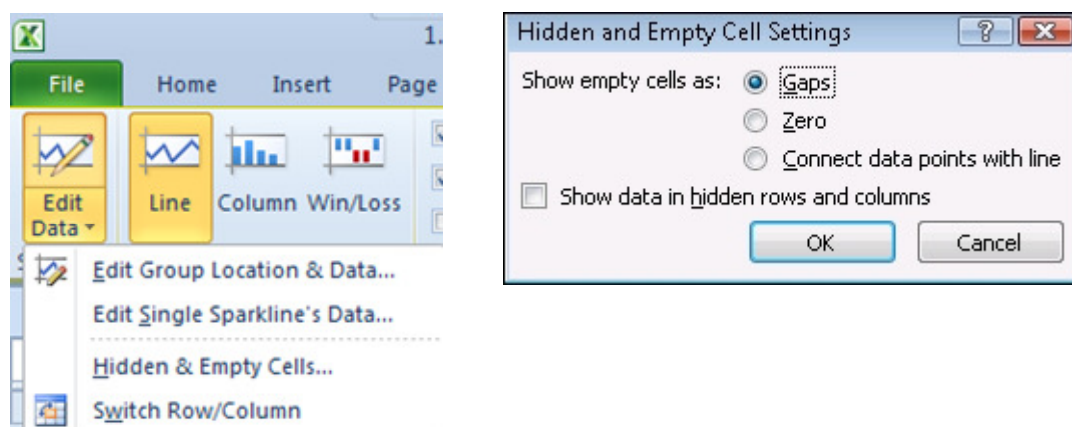 1.
File Home Insert Page
Edit Data
Line
Column
Win/Loss
Edit Group Location & Data...
Edit Single Sparkline's Data...
Hidden & Empty Cells...
Switch Row/Column
Hidden and Empty Cell Settings
Show empty cells as:
Gaps
Zero
Connect data points with line
Show data in hidden rows and columns
OK
Cancel